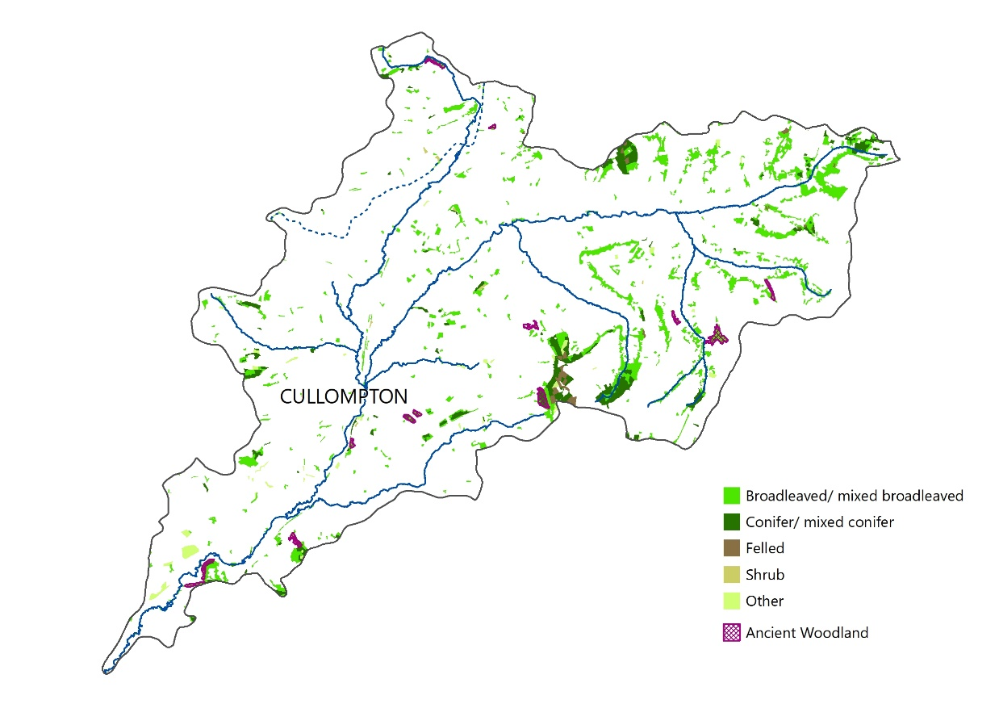 CULLOMPTON
Broadleaved/ mixed broadleaved
Conifer/ mixed conifer
Felled
Shrub
Other
Ancient Woodland